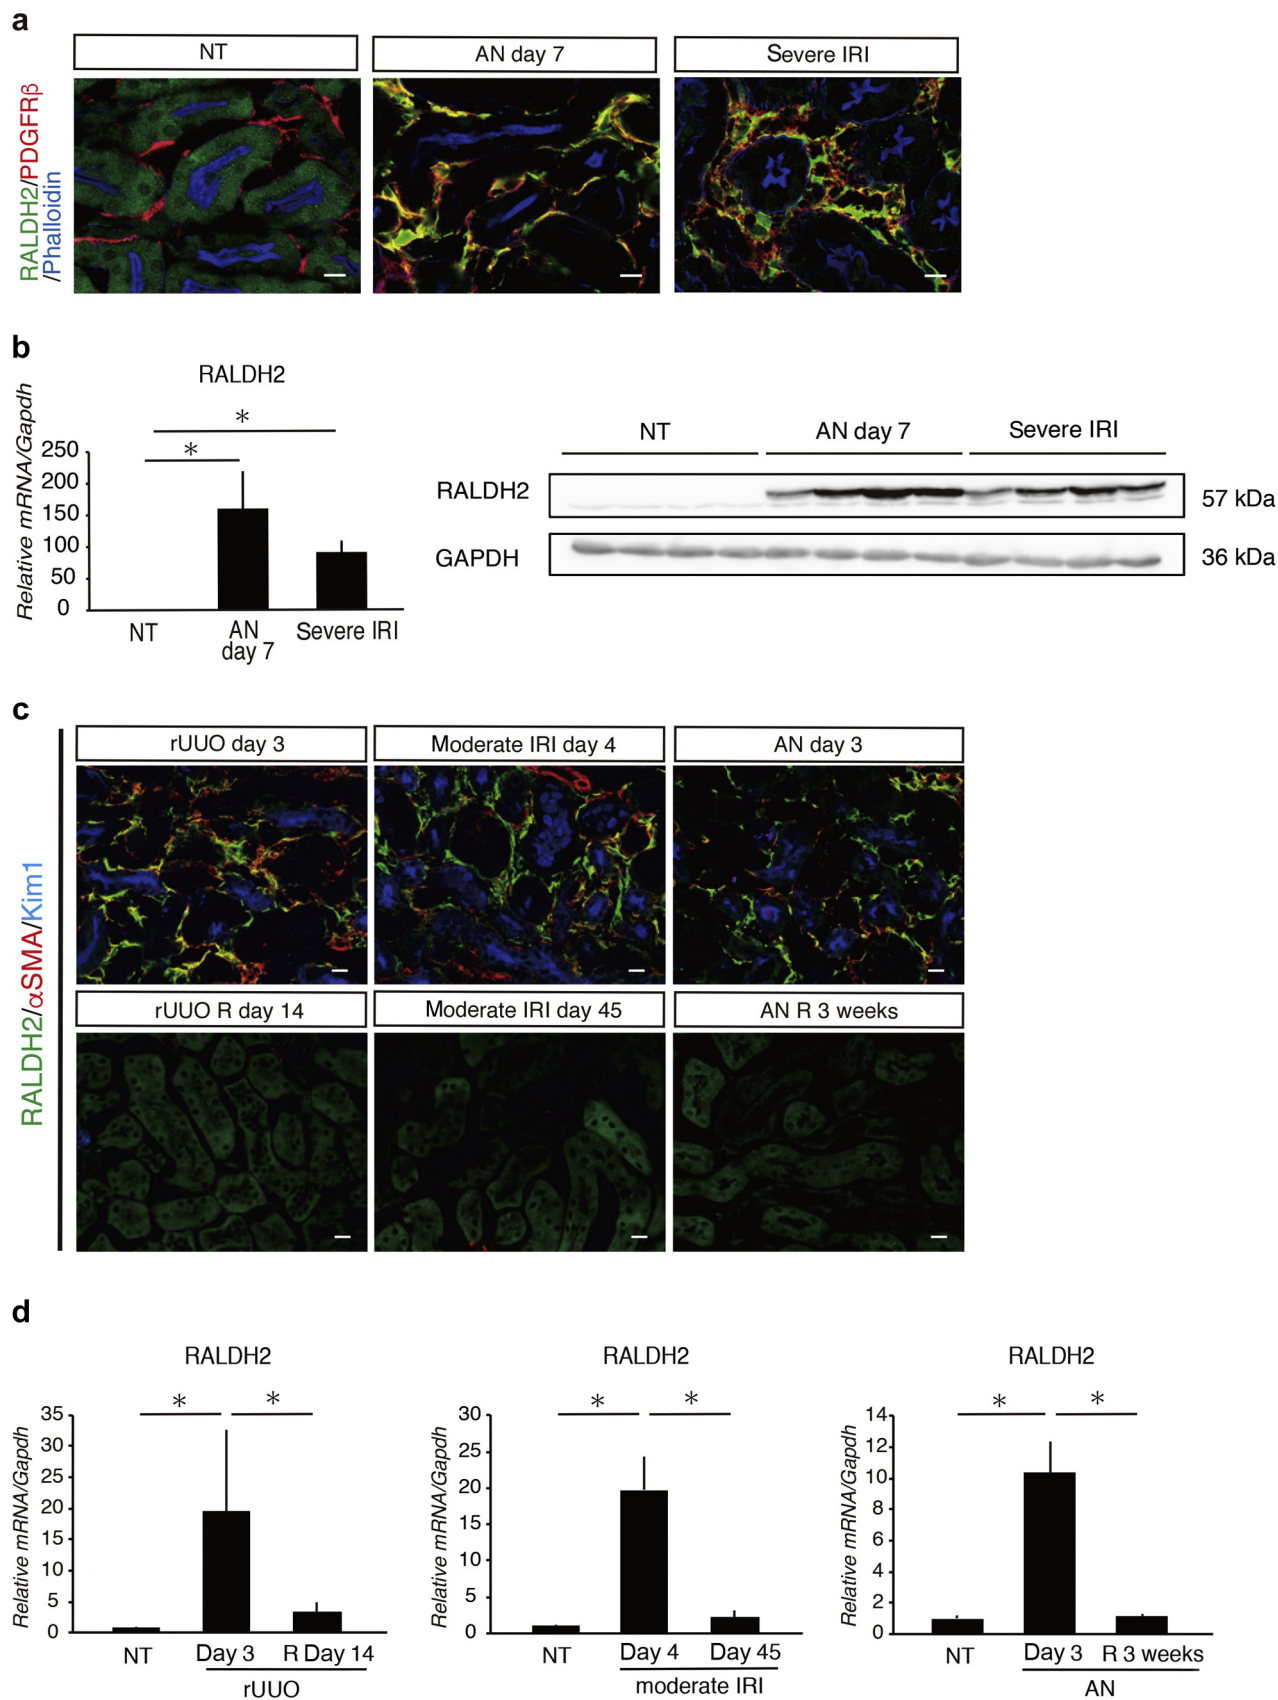 a
NT
AN day 7
Severe IRI
RALDH2/PDGFRβ
/Phalloidin
b
RALDH2
*
*
Relative mRNA/Gapdh
250
200
150
100
50
0
NT
AN
day 7
Severe IRI
NT
AN day 7
Severe IRI
RALDH2
57 kDa
GAPDH
36 kDa
c
RALDH2/αSMA/Kim1
rUUO day 3
Moderate IRI day 4
AN day 3
rUUO R day 14
Moderate IRI day 45
AN R 3 weeks
d
RALDH2
*
*
Relative mRNA/Gapdh
35
30
25
20
15
10
5
0
NT
Day 3
R Day 14
rUUO
RALDH2
*
*
Relative mRNA/Gapdh
30
25
20
15
10
5
0
NT
Day 4
Day 45
moderate IRI
RALDH2
*
*
Relative mRNA/Gapdh
14
12
10
8
6
4
2
0
NT
Day 3
R 3 weeks
AN